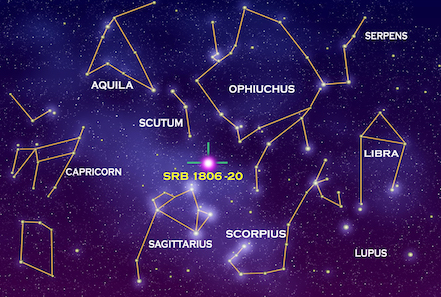 SERPENS
AQUILA
OPHIUCHUS
SCUTUM
LIBRA
CAPRICORN
SRB 1806-20
SCORPIUS
SAGITTARIUS
LUPUS